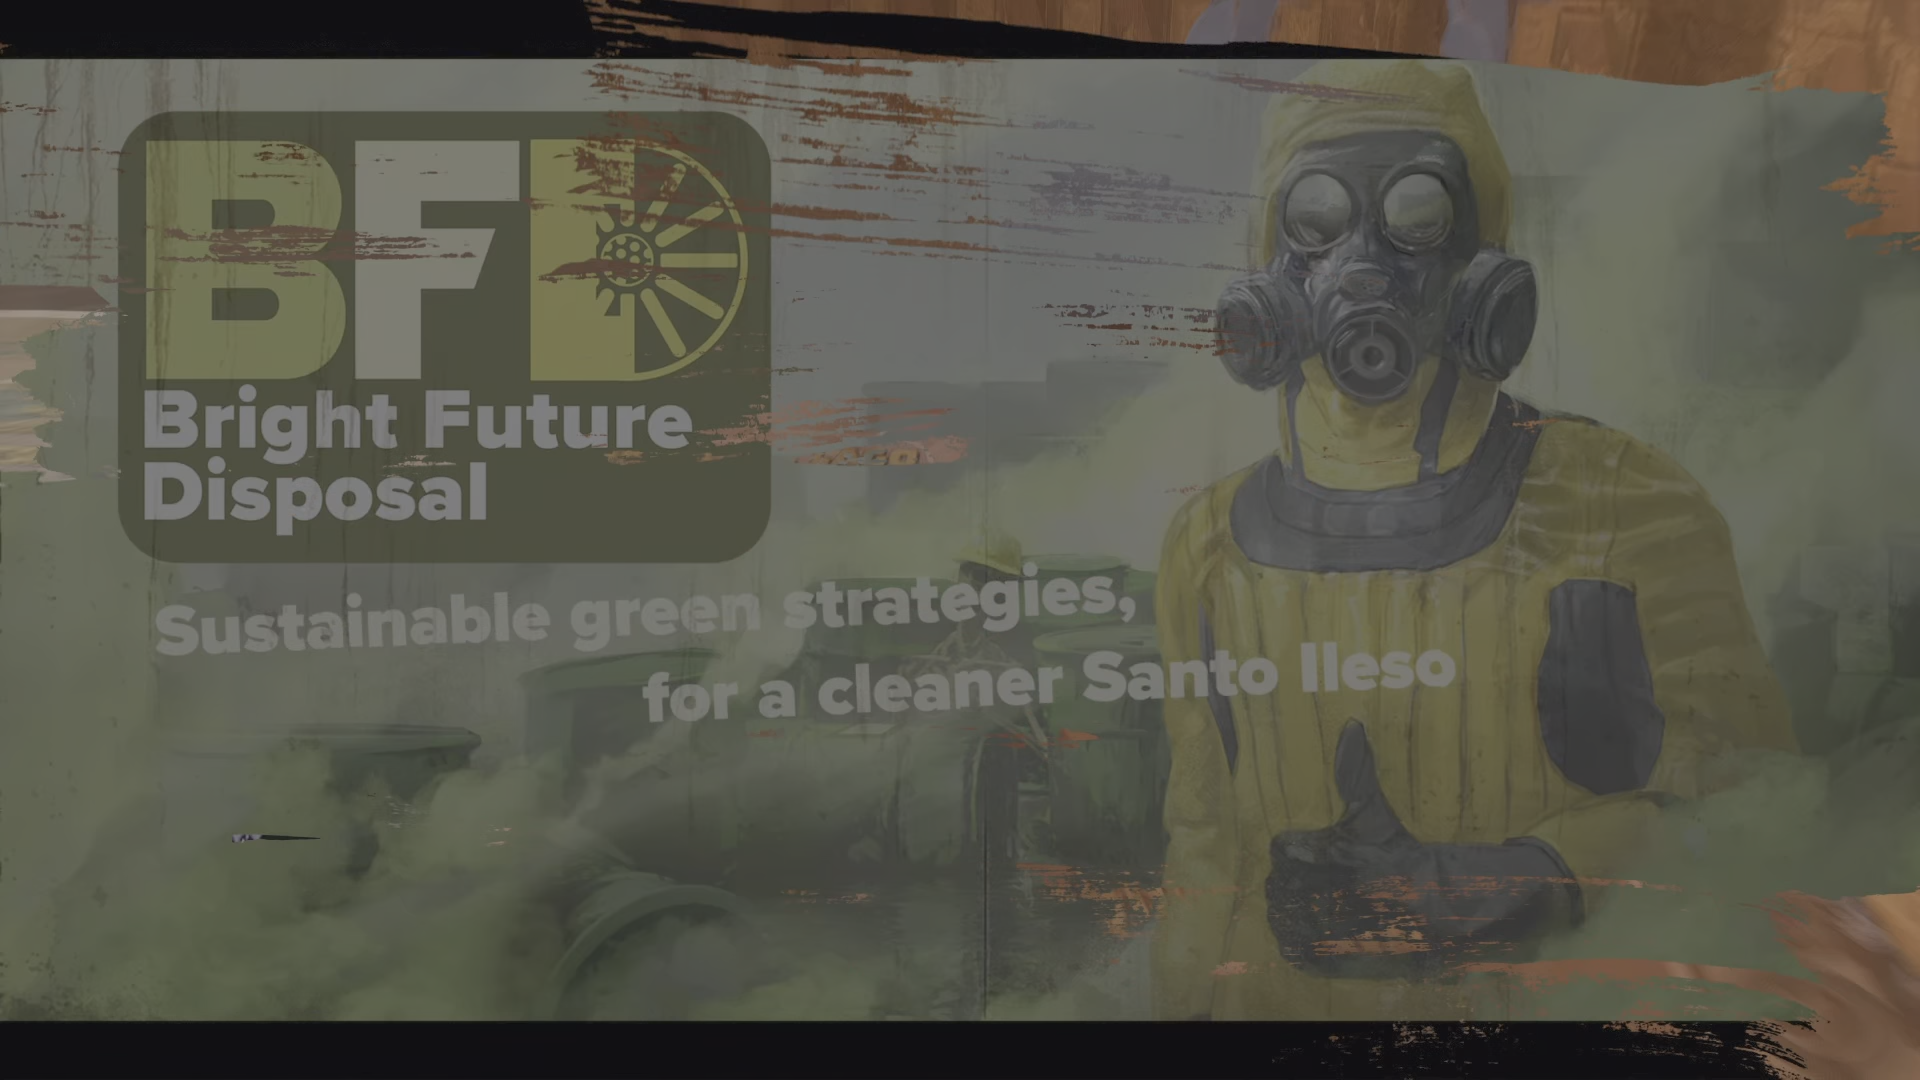 BFD
Bright Future
Disposal
Sustainable green strategies,
for a cleaner Santo Ileso